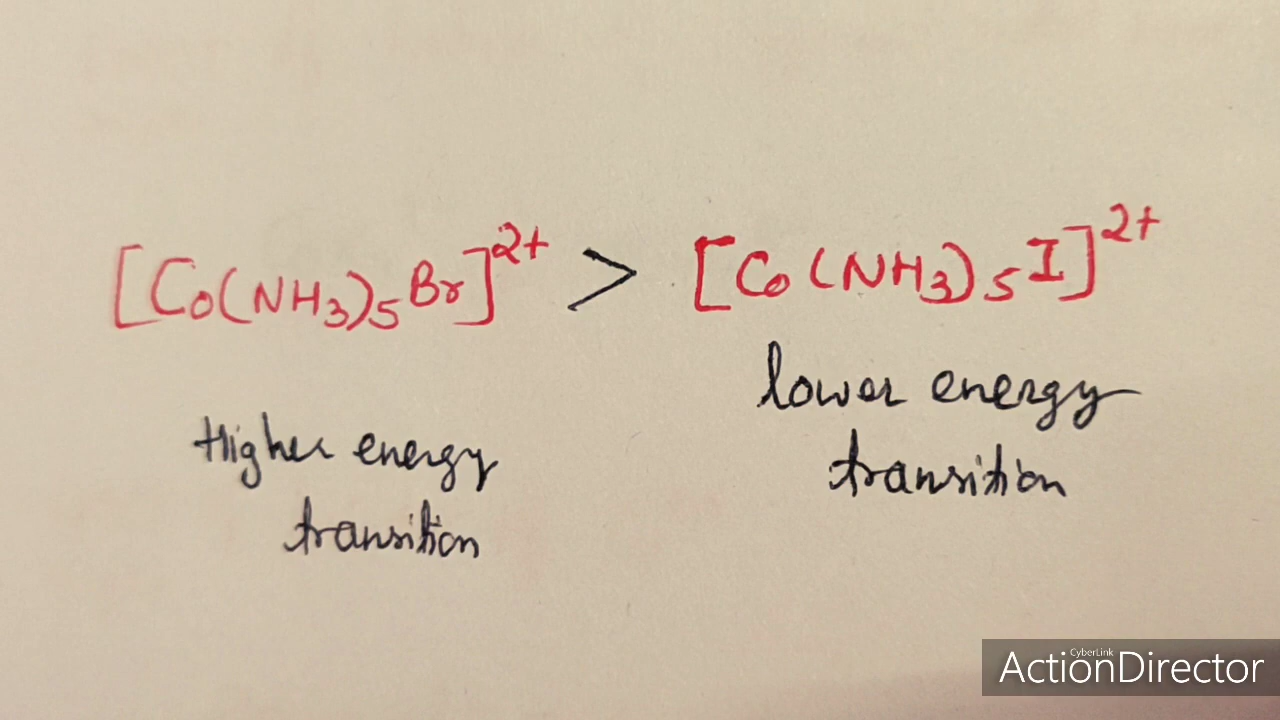 [Co(NH₃)₅Br]²⁺ > [Co(NH₃)₅I]²⁺
Higher energy
transition
lower energy
transition
CyberLink
ActionDirector